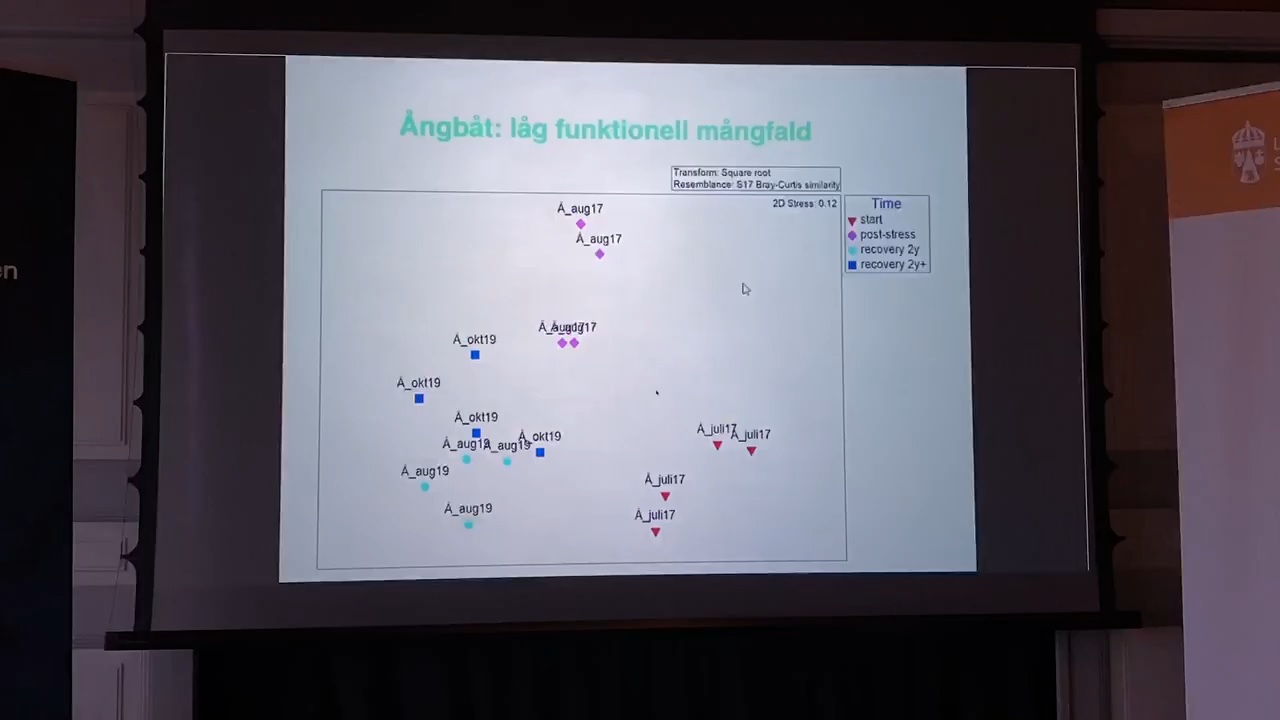 Ångbåt: låg funktionell mångfald
Transform: Square root
Resemblance: S17 Bray-Curtis similarity
2D Stress: 0.12
Time
start
post-stress
recovery 2y
recovery 2y+
Å_aug17
Å_aug17
Å_aug17
Å_okt19
Å_okt19
Å_okt19
Å_okt19
Å_aug19
Å_aug19
Å_aug19
Å_aug19
Å_juli17
Å_juli17
Å_juli17
Å_juli17
en